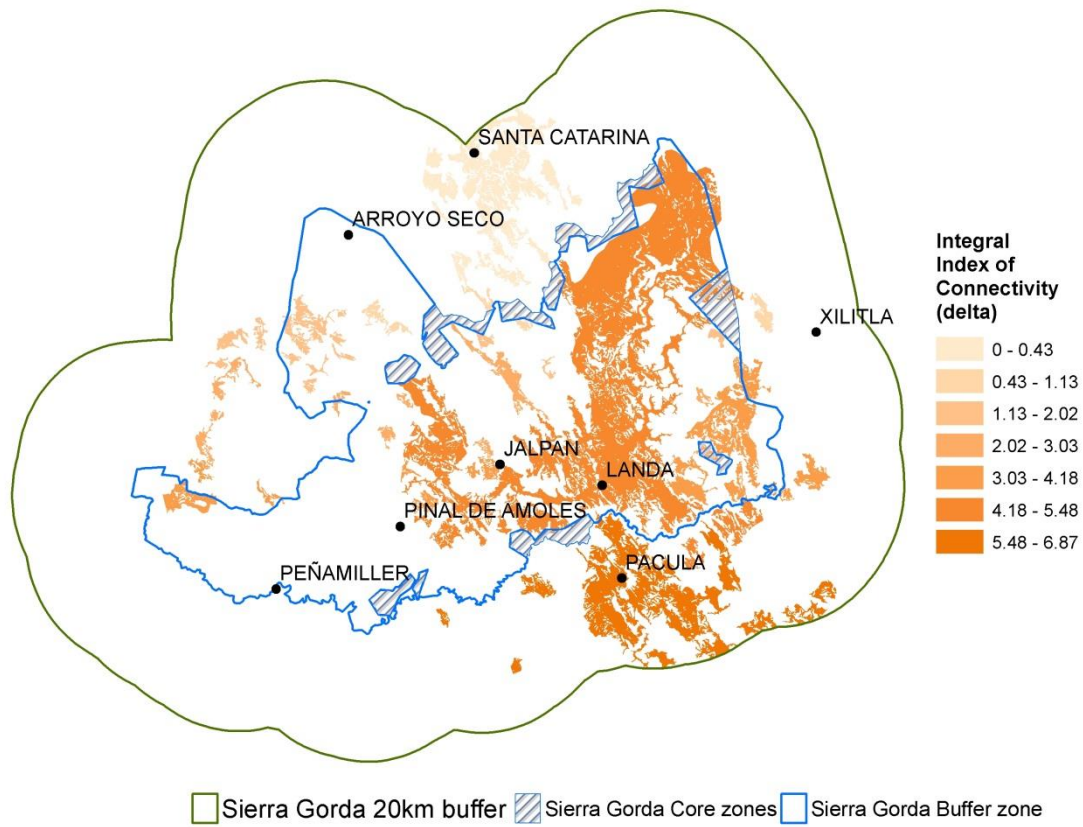 SANTA CATARINA
ARROYO SECO
XILITLA
JALPAN
LANDA
PINAL DE AMOLES
PACULA
PEÑAMILLER
Integral
Index of
Connectivity
(delta)
0 - 0.43
0.43 - 1.13
1.13 - 2.02
2.02 - 3.03
3.03 - 4.18
4.18 - 5.48
5.48 - 6.87
Sierra Gorda 20km buffer
Sierra Gorda Core zones
Sierra Gorda Buffer zone